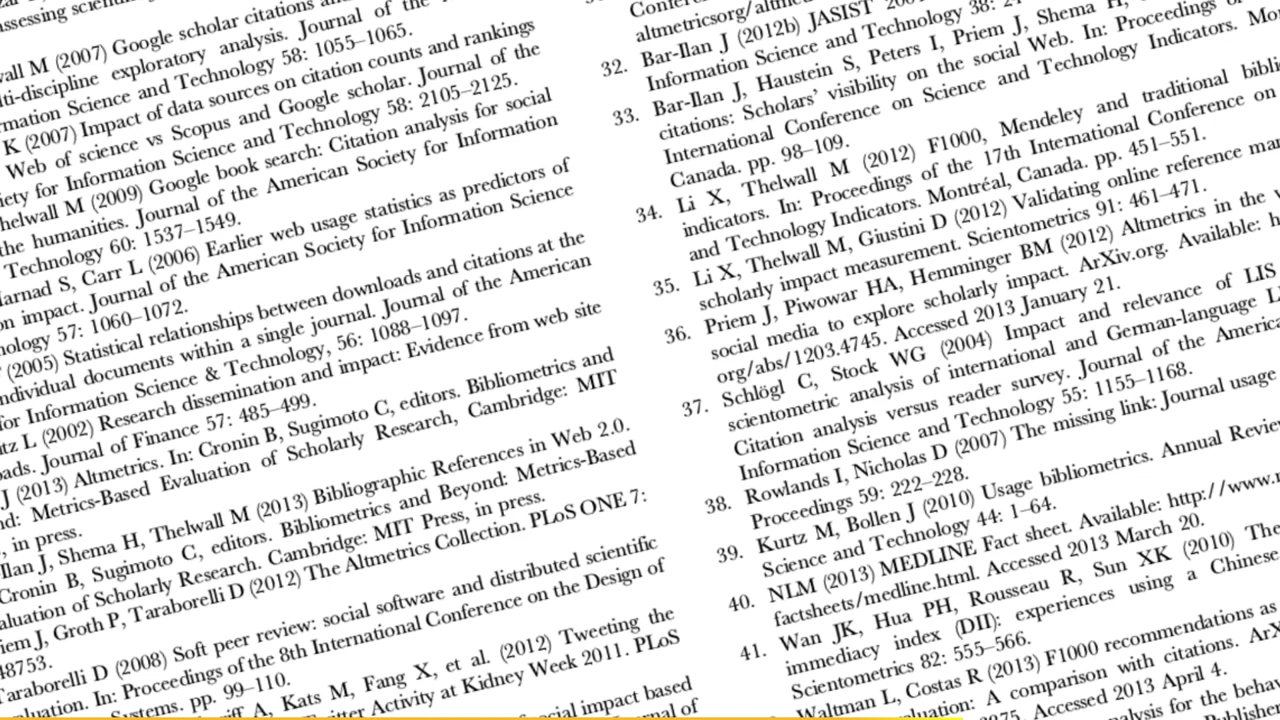 assessing
M (2007) Google scholar citations
discipline exploratory analysis. Journal of the
Science and Technology 58: 1055–1065.
K (2007) Impact of data sources on citation counts and rankings
Web of science vs Scopus and Google scholar. Journal of the
for Information Science and Technology 58: 2105–2125.
M (2009) Google book search: Citation analysis for social
the humanities. Journal of the American Society for Information
Technology 60: 1537–1549.
S, Carr L (2006) Earlier web usage statistics as predictors of
impact. Journal of the American Society for Information Science
57: 1060–1072.
(2005) Statistical relationships between downloads and citations at the
individual documents within a single journal. Journal of the American
for Information Science & Technology, 56: 1088–1097.
L (2002) Research dissemination and impact: Evidence from web site
Journal of Finance 57: 485–499.
J (2013) Altmetrics. In: Cronin B, Sugimoto C, editors. Bibliometrics and
Metrics-Based Evaluation of Scholarly Research, Cambridge: MIT
, in press.
J, Shema H, Thelwall M (2013) Bibliographic References in Web 2.0.
Cronin B, Sugimoto C, editors. Bibliometrics and Beyond: Metrics-Based
of Scholarly Research. Cambridge: MIT Press, in press.
J, Groth P, Taraborelli D (2012) The Altmetrics Collection. PLoS ONE 7:
48753.
Taraborelli D (2008) Soft peer review: social software and distributed scientific
In: Proceedings of the 8th International Conference on the Design of
Systems. pp. 99–110.
A, Kats M, Fang X, et al. (2012) Tweeting the
Activity at Kidney Week 2011. PLoS
impact based
of
32. Bar-Ilan J (2012b) JASIST
Information Science and Technology 38:
33. Bar-Ilan J, Haustein S, Peters I, Priem J, Shema H,
citations: Scholars’ visibility on the social Web. In: Proceedings
International Conference on Science and Technology Indicators.
Canada. pp. 98–109.
34. Li X, Thelwall M (2012) F1000, Mendeley and traditional
indicators. In: Proceedings of the 17th International Conference on
and Technology Indicators. Montréal, Canada. pp. 451–551.
35. Li X, Thelwall M, Giustini D (2012) Validating online reference
scholarly impact measurement. Scientometrics 91: 461–471.
36. Priem J, Piwowar HA, Hemminger BM (2012) Altmetrics in the
social media to explore scholarly impact. ArXiv.org. Available:
org/abs/1203.4745. Accessed 2013 January 21.
37. Schlögl C, Stock WG (2004) Impact and relevance of LIS
scientometric analysis of international and German-language
Citation analysis versus reader survey. Journal of the
Information Science and Technology 55: 1155–1168.
38. Rowlands I, Nicholas D (2007) The missing link: Journal usage
Proceedings 59: 222–228.
39. Kurtz M, Bollen J (2010) Usage bibliometrics. Annual
Science and Technology 44: 1–64.
40. NLM (2013) MEDLINE Fact sheet. Available: http://www.
factsheets/medline.html. Accessed 2013 March 20.
41. Wan JK, Hua PH, Rousseau R, Sun XK (2010) The
immediacy index (DII): experiences using a Chinese
Scientometrics 82: 555–566.
Waltman L, Costas R (2013) F1000 recommendations as
A comparison with citations.
Accessed 2013 April 4.
for the